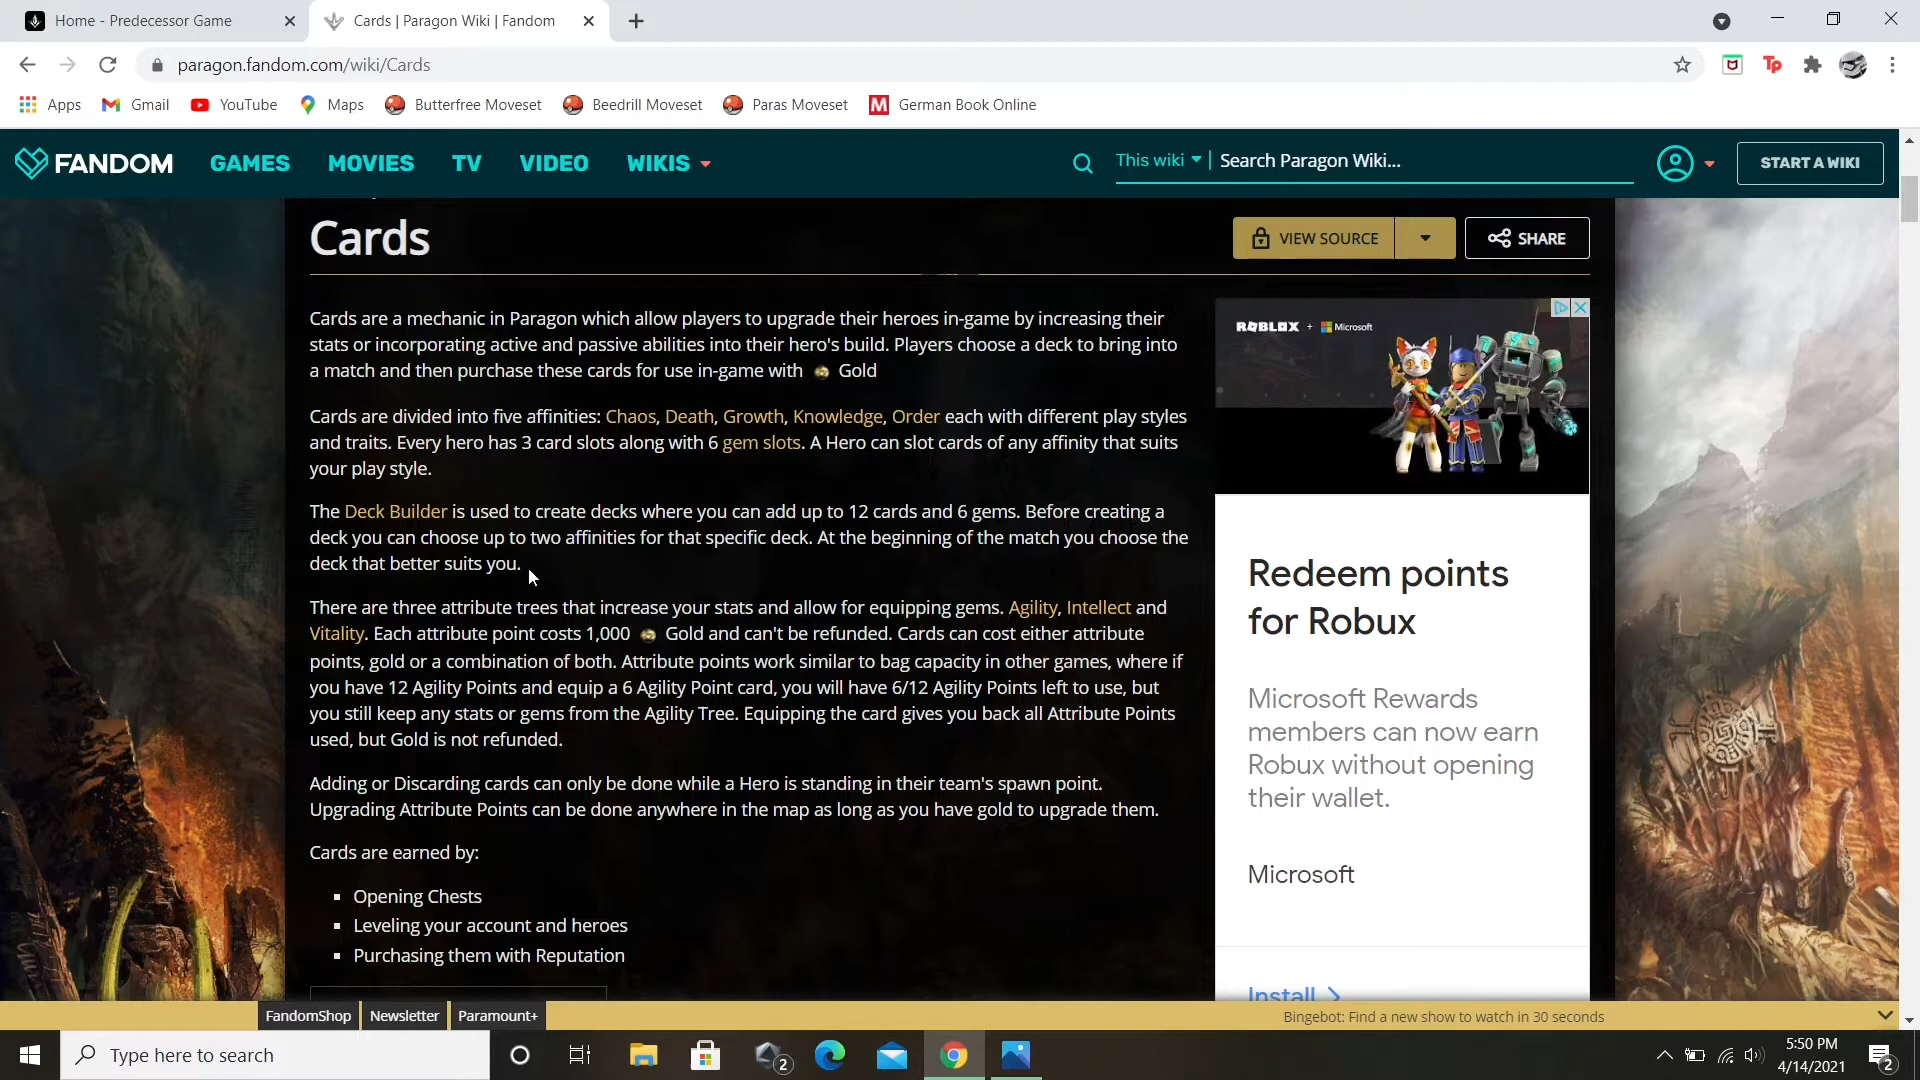 Home - Predecessor Game
Cards | Paragon Wiki | Fandom
paragon.fandom.com/wiki/Cards
Tp
Apps
Gmail
YouTube
Maps
Butterfree Moveset
Beedrill Moveset
Paras Moveset
M
German Book Online
FANDOM
GAMES
MOVIES
TV
VIDEO
WIKIS
This wiki
Search Paragon Wiki...
START A WIKI
Cards
VIEW SOURCE
SHARE
Cards are a mechanic in Paragon which allow players to upgrade their heroes in-game by increasing their
stats or incorporating active and passive abilities into their hero's build. Players choose a deck to bring into
a match and then purchase these cards for use in-game with Gold
Cards are divided into five affinities: Chaos, Death, Growth, Knowledge, Order each with different play styles
and traits. Every hero has 3 card slots along with 6 gem slots. A Hero can slot cards of any affinity that suits
your play style.
The Deck Builder is used to create decks where you can add up to 12 cards and 6 gems. Before creating a
deck you can choose up to two affinities for that specific deck. At the beginning of the match you choose the
deck that better suits you.
There are three attribute trees that increase your stats and allow for equipping gems. Agility, Intellect and
Vitality. Each attribute point costs 1,000 Gold and can't be refunded. Cards can cost either attribute
points, gold or a combination of both. Attribute points work similar to bag capacity in other games, where if
you have 12 Agility Points and equip a 6 Agility Point card, you will have 6/12 Agility Points left to use, but
you still keep any stats or gems from the Agility Tree. Equipping the card gives you back all Attribute Points
used, but Gold is not refunded.
Adding or Discarding cards can only be done while a Hero is standing in their team's spawn point.
Upgrading Attribute Points can be done anywhere in the map as long as you have gold to upgrade them.
Cards are earned by:
Opening Chests
Leveling your account and heroes
Purchasing them with Reputation
ROBLOX + Microsoft
Redeem points
for Robux
Microsoft Rewards
members can now earn
Robux without opening
their wallet.
Microsoft
Install
FandomShop
Newsletter
Paramount+
Bingebot: Find a new show to watch in 30 seconds
Type here to search
2
5:50 PM
4/14/2021
2